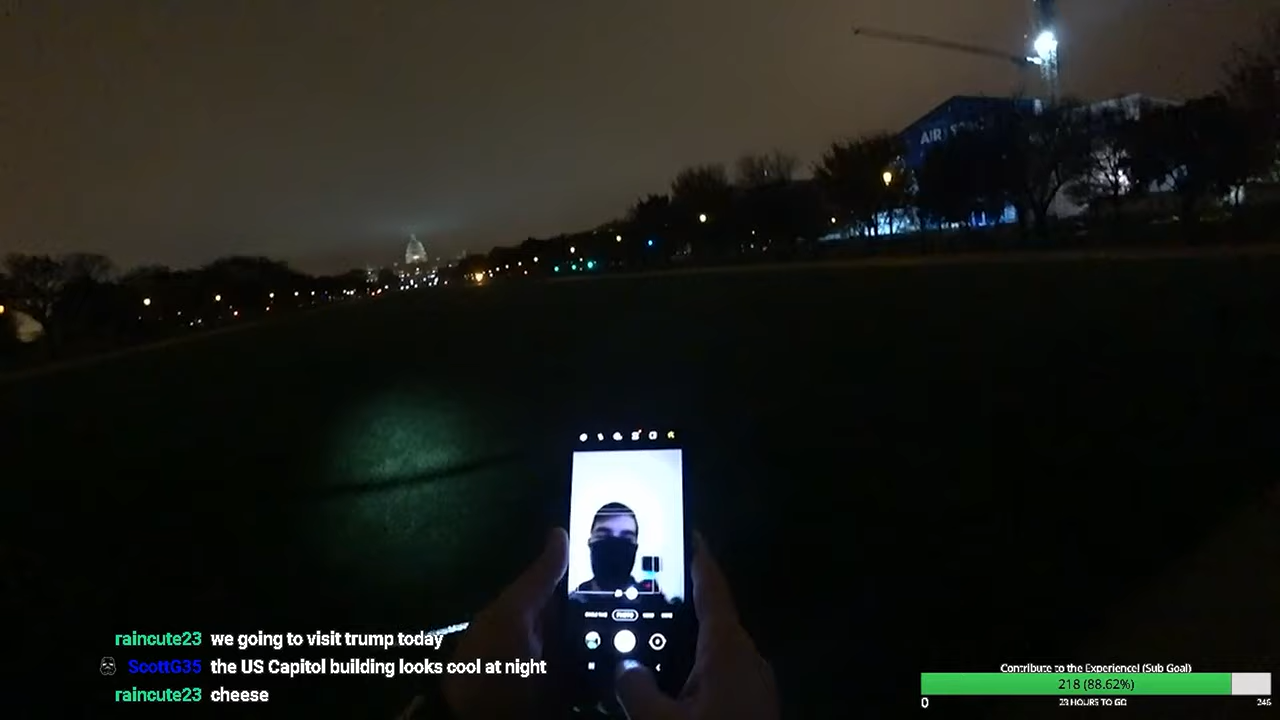 AIR
raincute23 we going to visit trump today
ScottG35 the US Capitol building looks cool at night
raincute23 cheese
Contribute to the Experience! (Sub Goal)
218 (88.62%)
0 23 HOURS TO GO 246